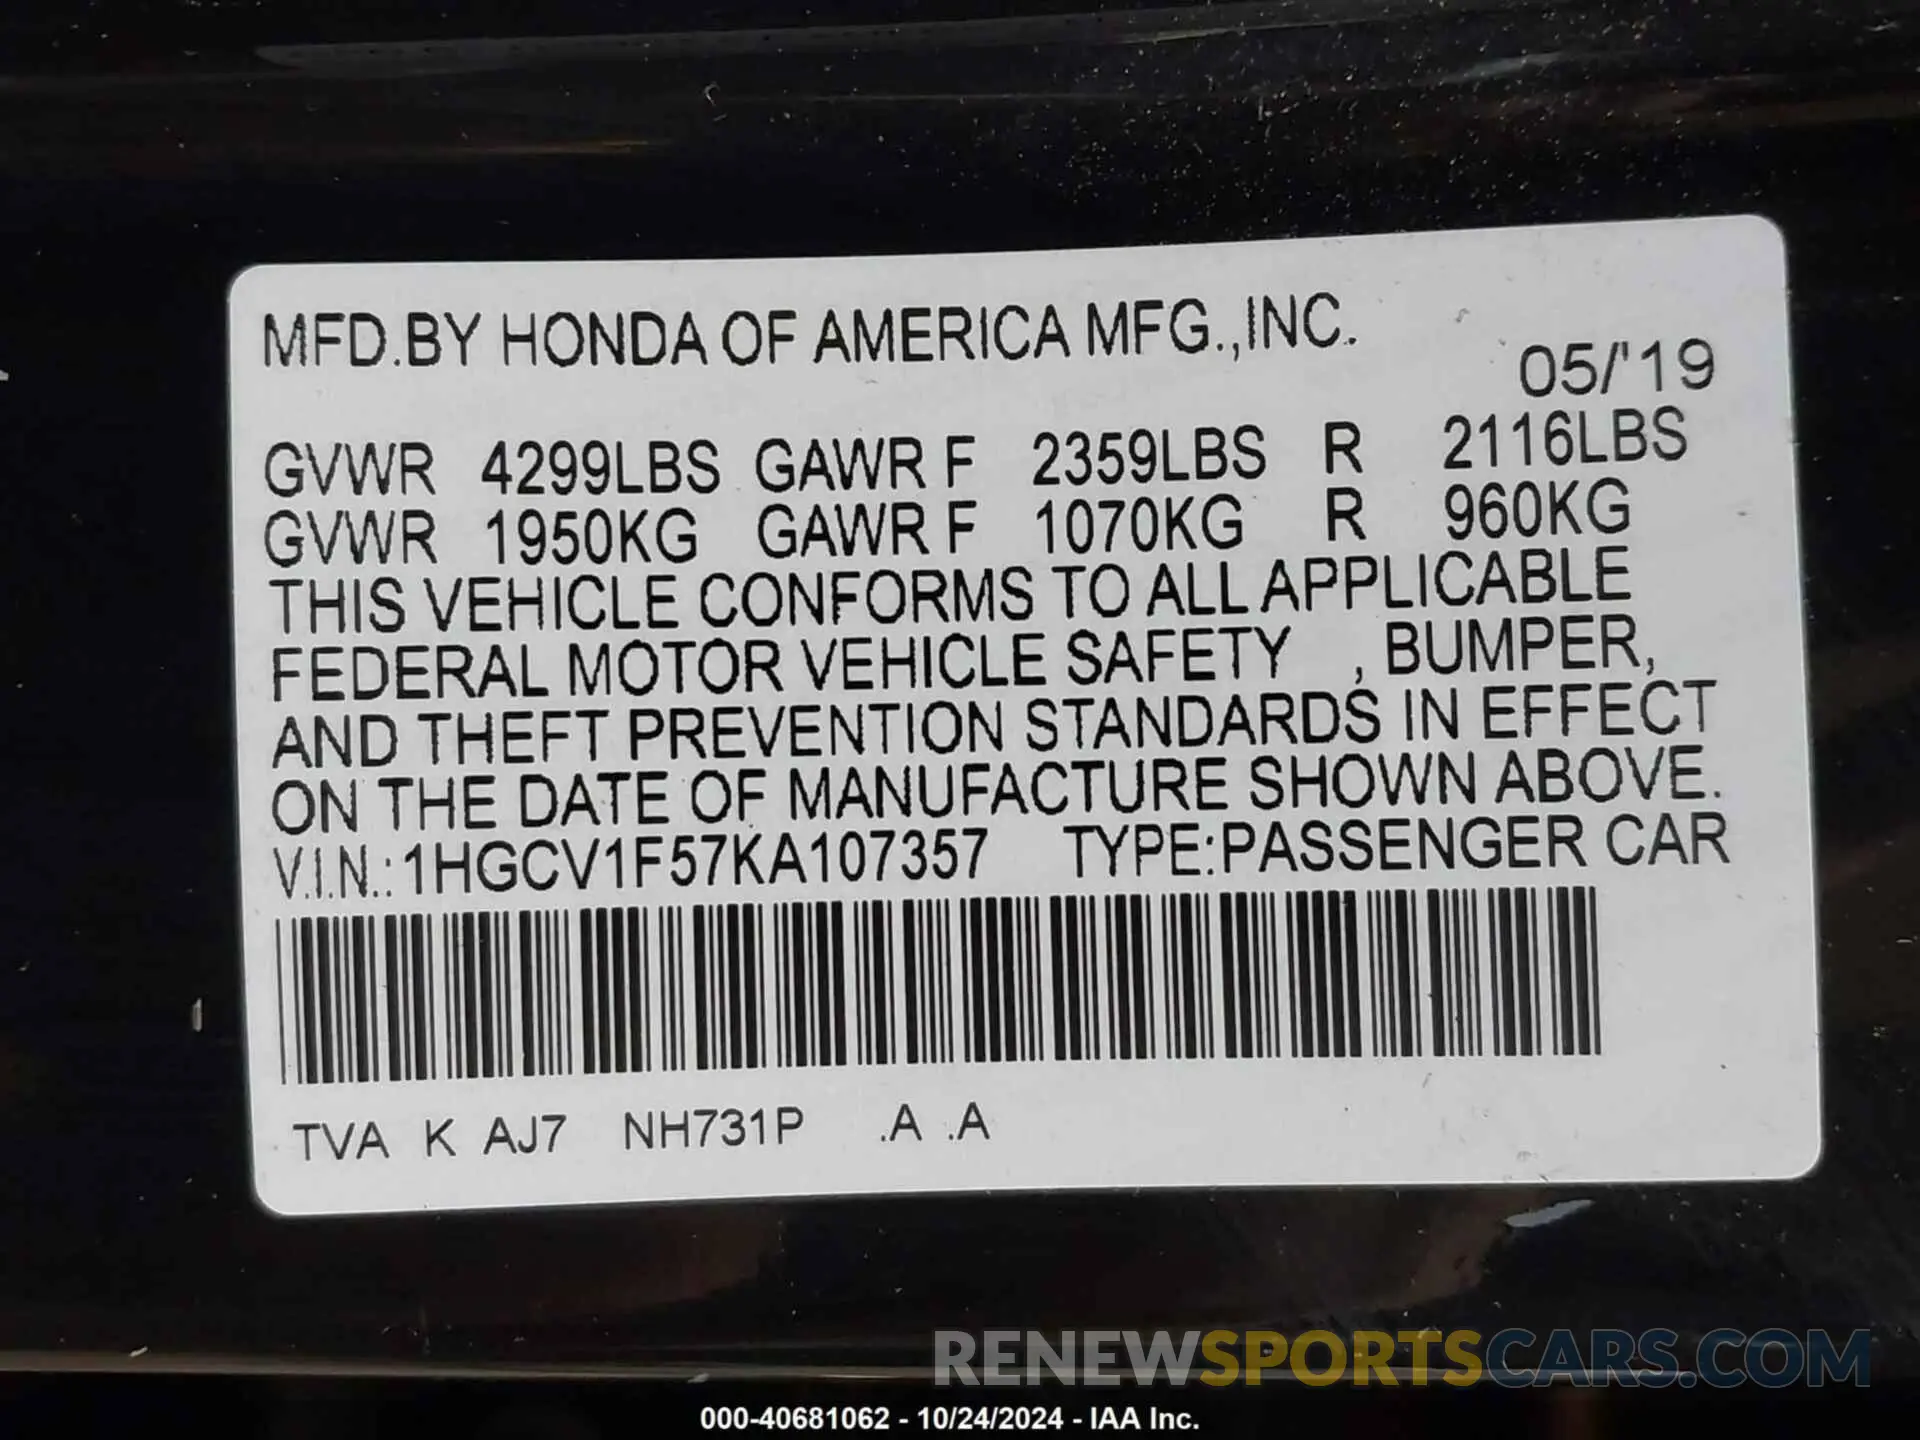 MFD.BY HONDA OF AMERICA MFG.,INC.
05/'19
GVWR 4299LBS GAWR F 2359LBS R 2116LBS
GVWR 1950KG GAWR F 1070KG R 960KG
THIS VEHICLE CONFORMS TO ALL APPLICABLE
FEDERAL MOTOR VEHICLE SAFETY , BUMPER,
AND THEFT PREVENTION STANDARDS IN EFFECT
ON THE DATE OF MANUFACTURE SHOWN ABOVE.
V.I.N.:1HGCV1F57KA107357 TYPE:PASSENGER CAR
TVA K AJ7 NH731P .A .A
RENEWSPORTSCARS.COM
000-40681062 - 10/24/2024 - IAA Inc.